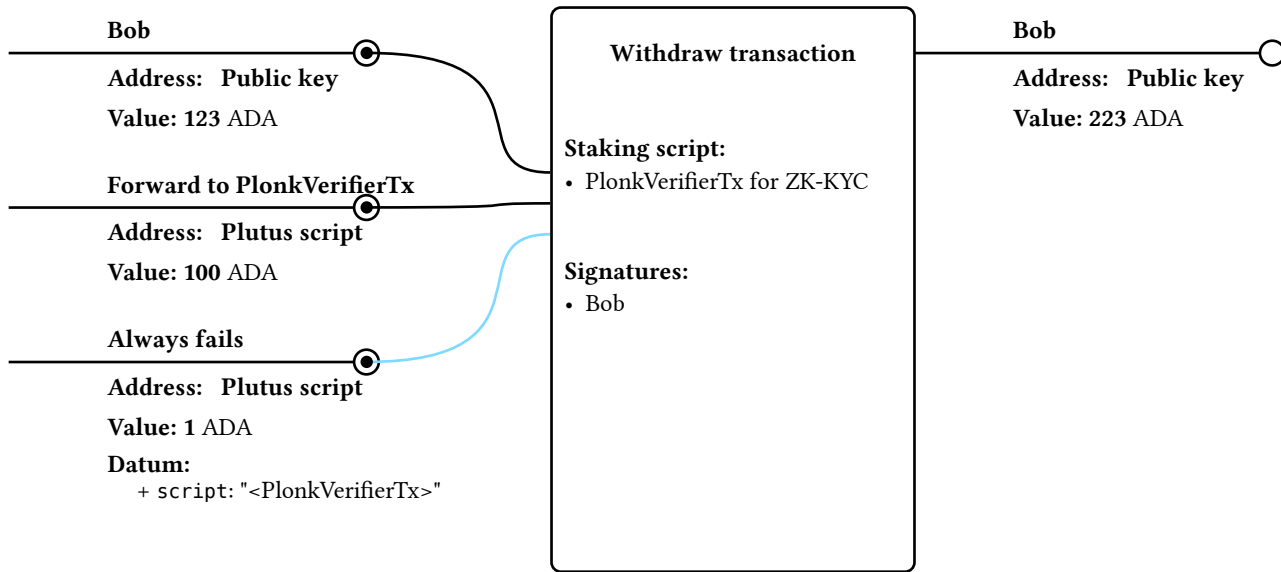 Bob
Address: Public key
Value: 123 ADA
Forward to PlonkVerifierTx
Address: Plutus script
Value: 100 ADA
Always fails
Address: Plutus script
Value: 1 ADA
Datum:
+ script: "<PlonkVerifierTx>"
Withdraw transaction
Staking script:
• PlonkVerifierTx for ZK-KYC
Signatures:
• Bob
Bob
Address: Public key
Value: 223 ADA